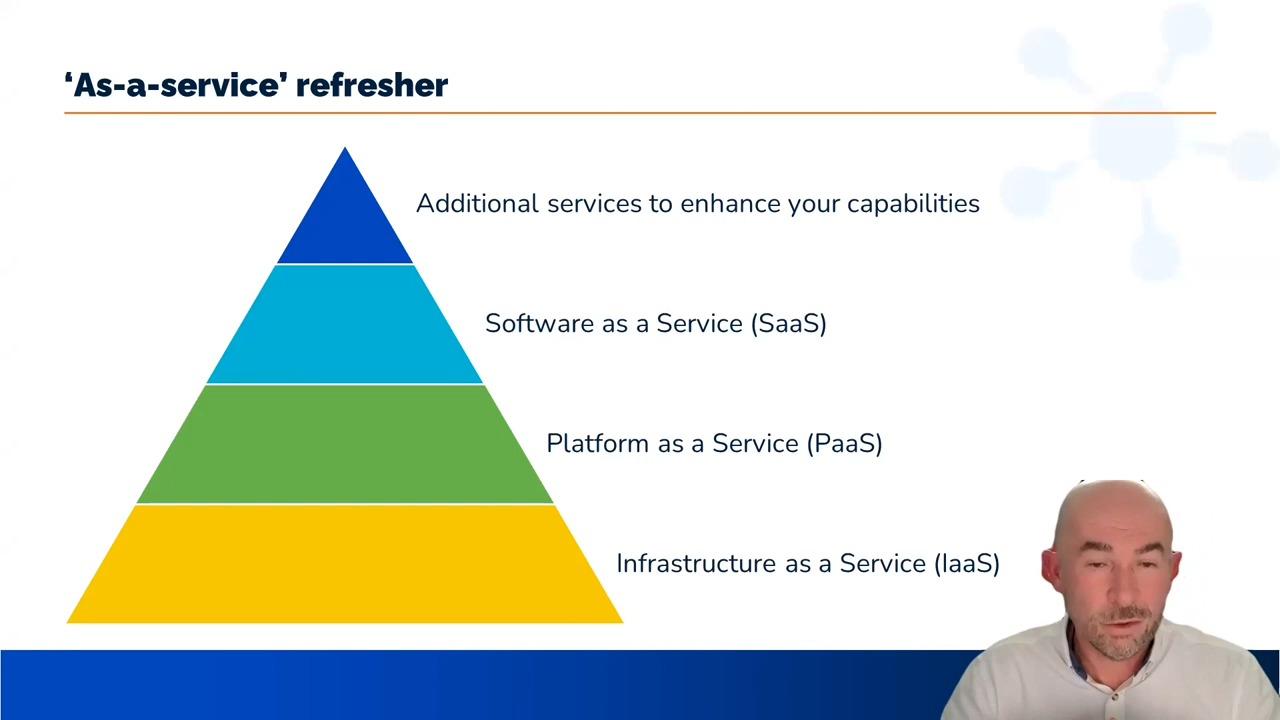 ‘As-a-service’ refresher
Additional services to enhance your capabilities
Software as a Service (SaaS)
Platform as a Service (PaaS)
Infrastructure as a Service (IaaS)